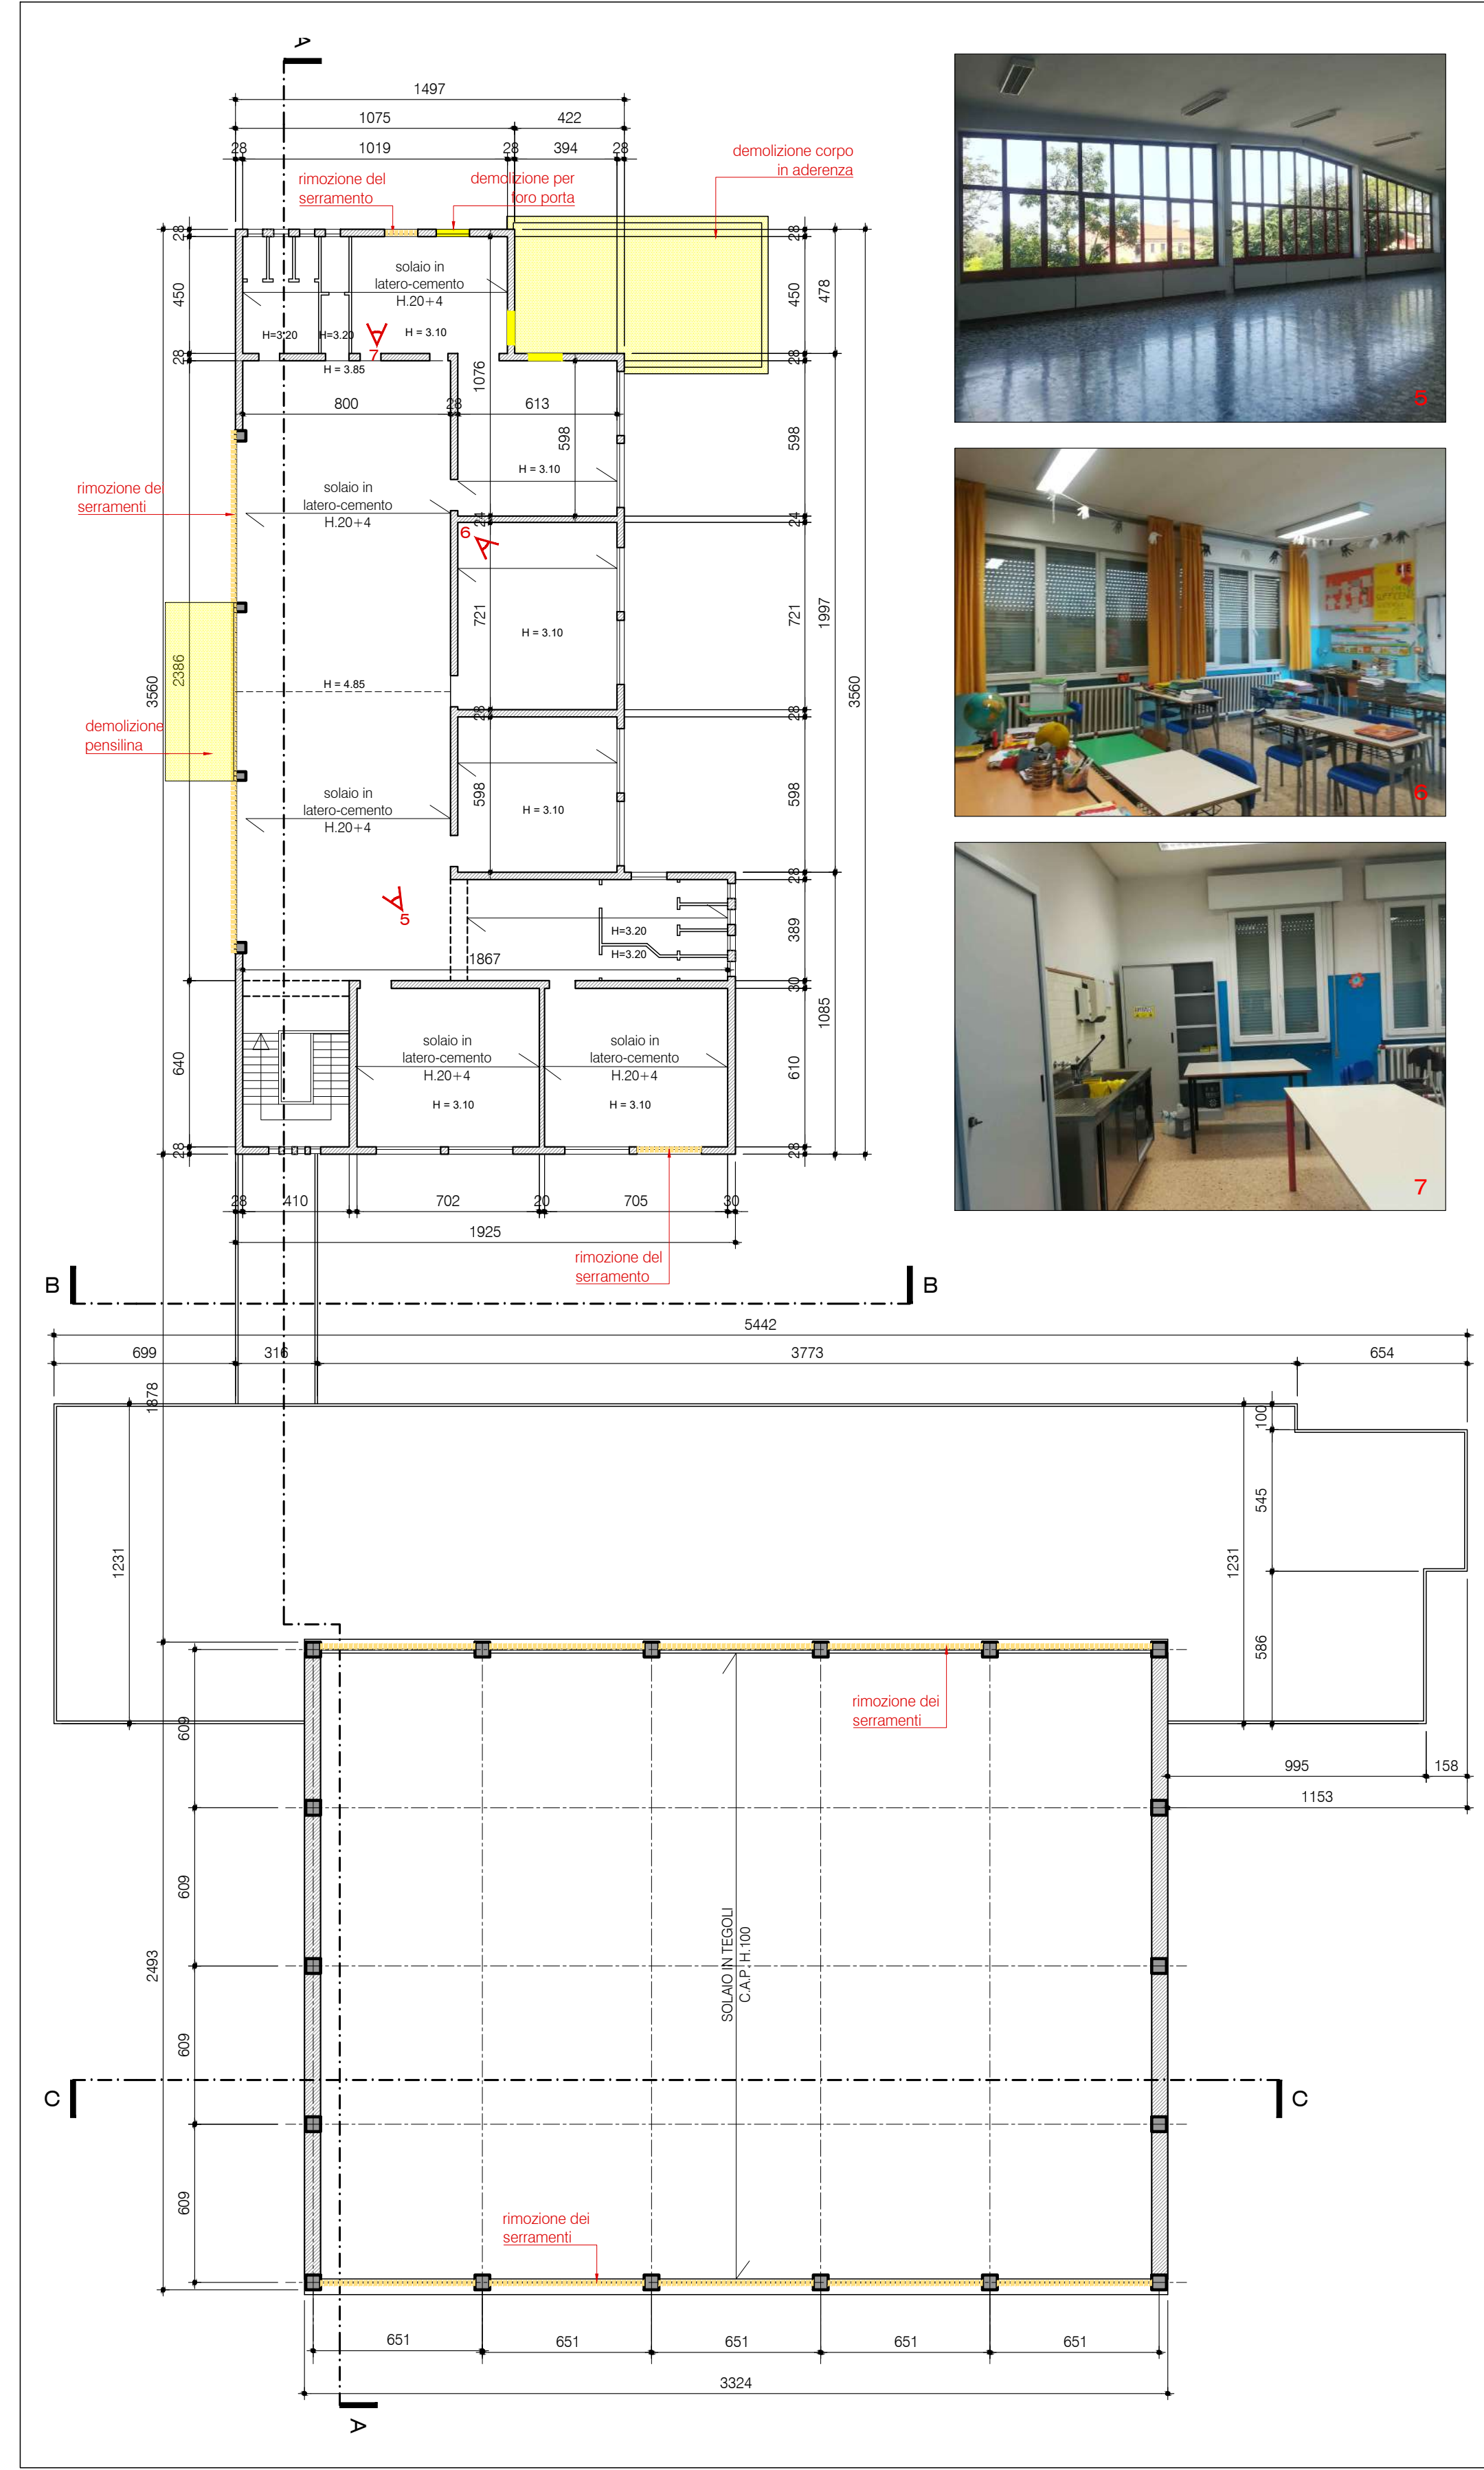 A
1497
1075
422
28
1019
28
394
28
rimozione del
serramento
demolizione per
foro porta
demolizione corpo
in aderenza
28
28
28
450
450
478
solaio in
latero-cemento
H.20+4
H=3.20
H=3.20
H = 3.10
7
28
28
H = 3.85
1076
800
28
613
598
598
H = 3.10
rimozione dei
serramenti
solaio in
latero-cemento
H.20+4
24
24
6
721
721
1997
H = 3.10
3560
2386
3560
H = 4.85
28
28
demolizione
pensilina
solaio in
latero-cemento
H.20+4
598
598
H = 3.10
28
5
H=3.20
H=3.20
389
1867
30
1085
640
610
solaio in
latero-cemento
H.20+4
H = 3.10
solaio in
latero-cemento
H.20+4
H = 3.10
28
28
28
410
702
20
705
30
1925
rimozione del
serramento
5
6
7
B
B
5442
699
316
3773
654
1878
100
545
1231
1231
586
rimozione dei
serramenti
609
995
158
1153
609
SOLAIO IN TEGOLI
C.A.P. H.100
2493
609
C
C
609
rimozione dei
serramenti
651
651
651
651
651
3324
A